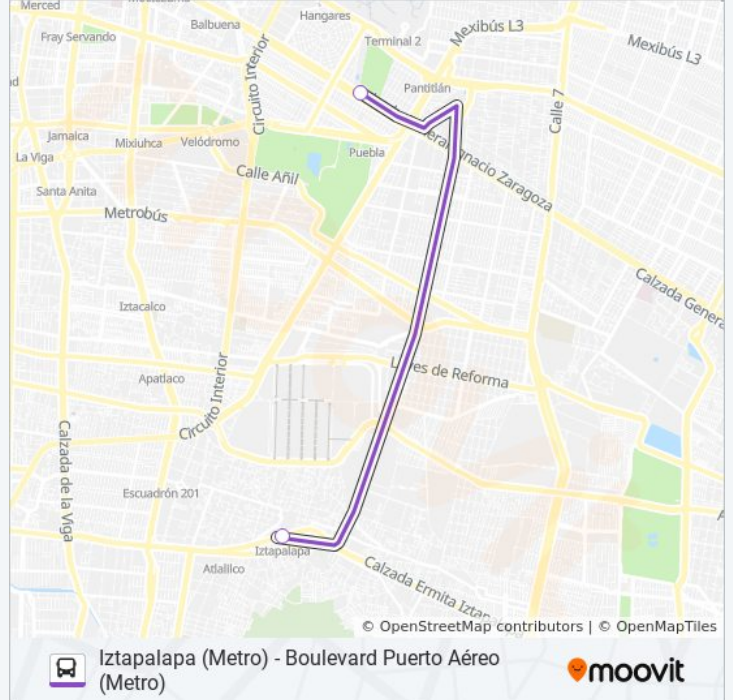 Merced
Hangares
Balbuena
Fray Servando
Terminal 2
Mexibús L3
Mexibús L3
Circuito Interior
Pantitlán
Calle 7
Jamaica
Mixiuhca
Velódromo
La Viga
Puebla
Ignacio Zaragoza
Calle Añil
Santa Anita
Metrobús
Calzada Genera
Iztacalco
Apatlaco
Circuito Interior
de Reforma
Calzada de la Viga
Escuadrón 201
Iztapalapa
Atlalilco
Calzada Ermita Iztap
© OpenStreetMap contributors | © OpenMapTiles
Iztapalapa (Metro) - Boulevard Puerto Aéreo
(Metro)
moovit